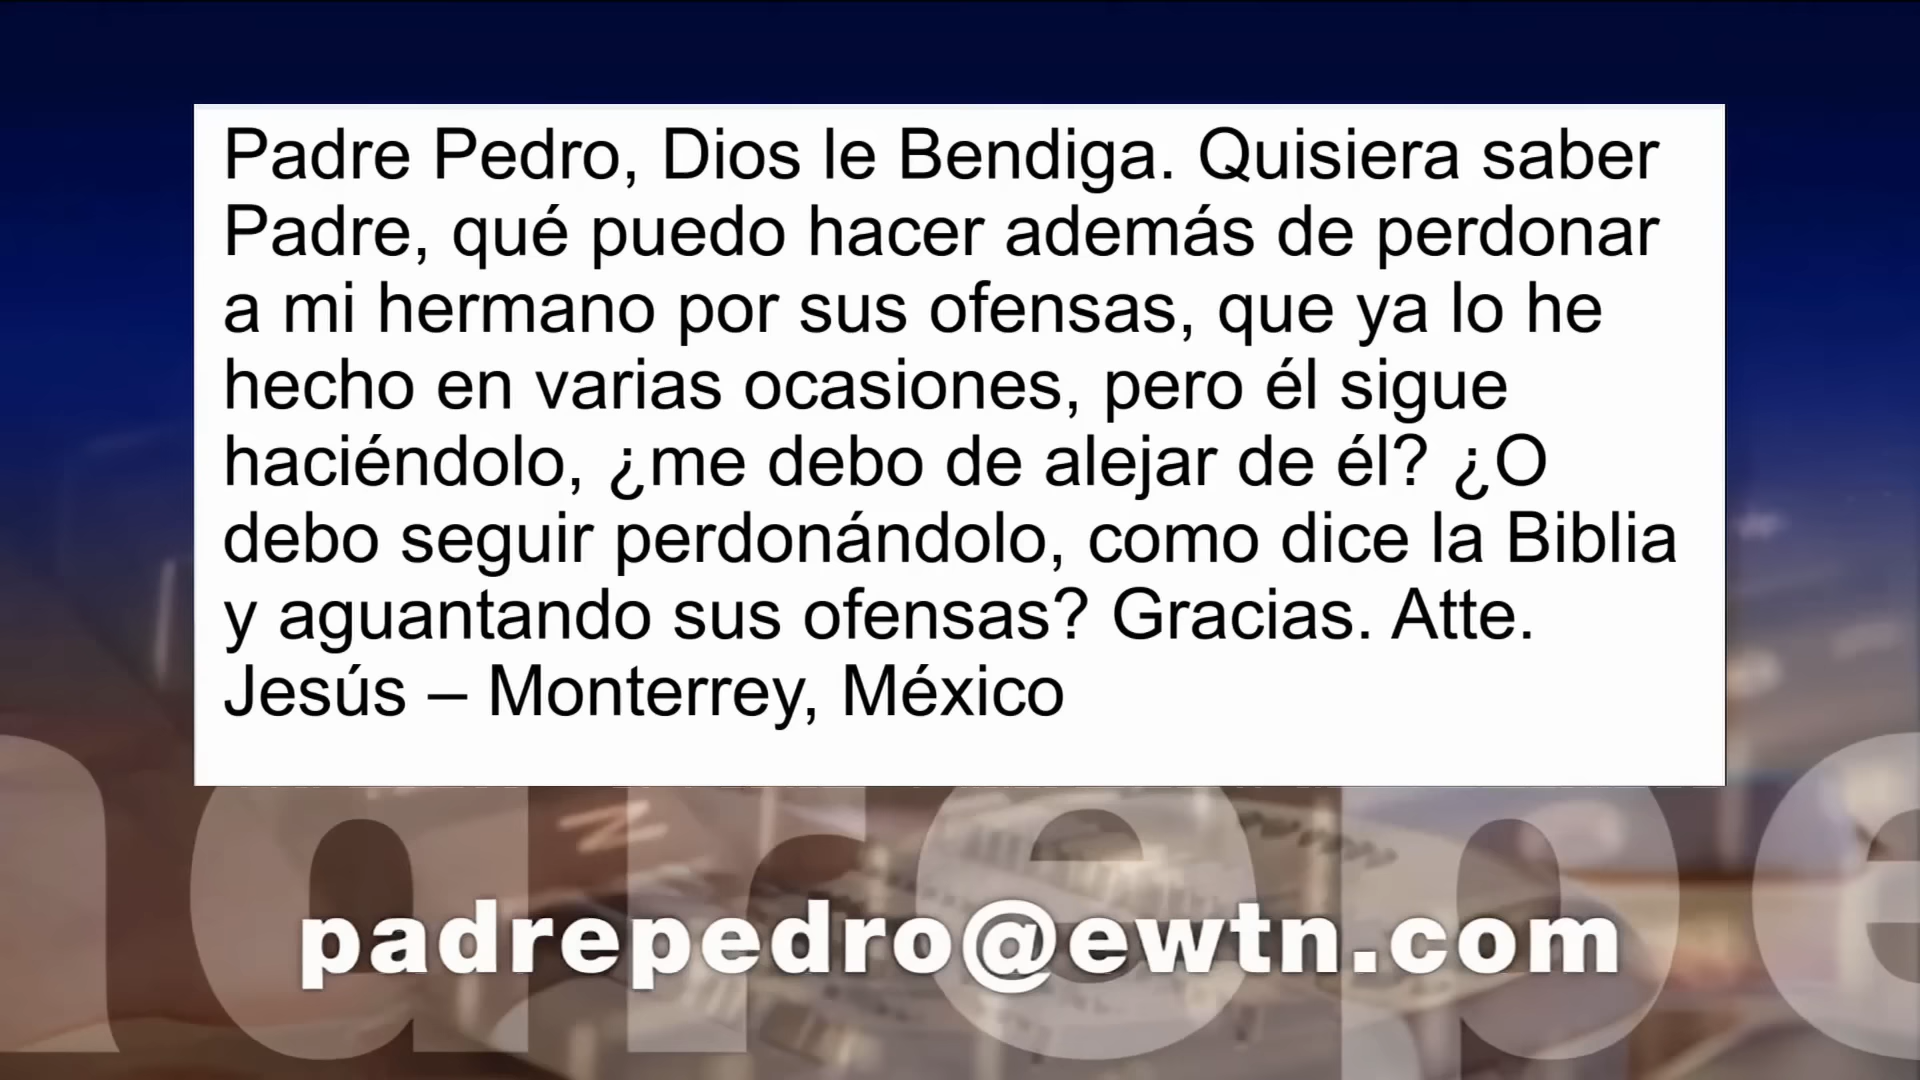 Padre Pedro, Dios le Bendiga. Quisiera saber
Padre, qué puedo hacer además de perdonar
a mi hermano por sus ofensas, que ya lo he
hecho en varias ocasiones, pero él sigue
haciéndolo, ¿me debo de alejar de él? ¿O
debo seguir perdonándolo, como dice la Biblia
y aguantando sus ofensas? Gracias. Atte.
Jesús – Monterrey, México
padrepedro@ewtn.com